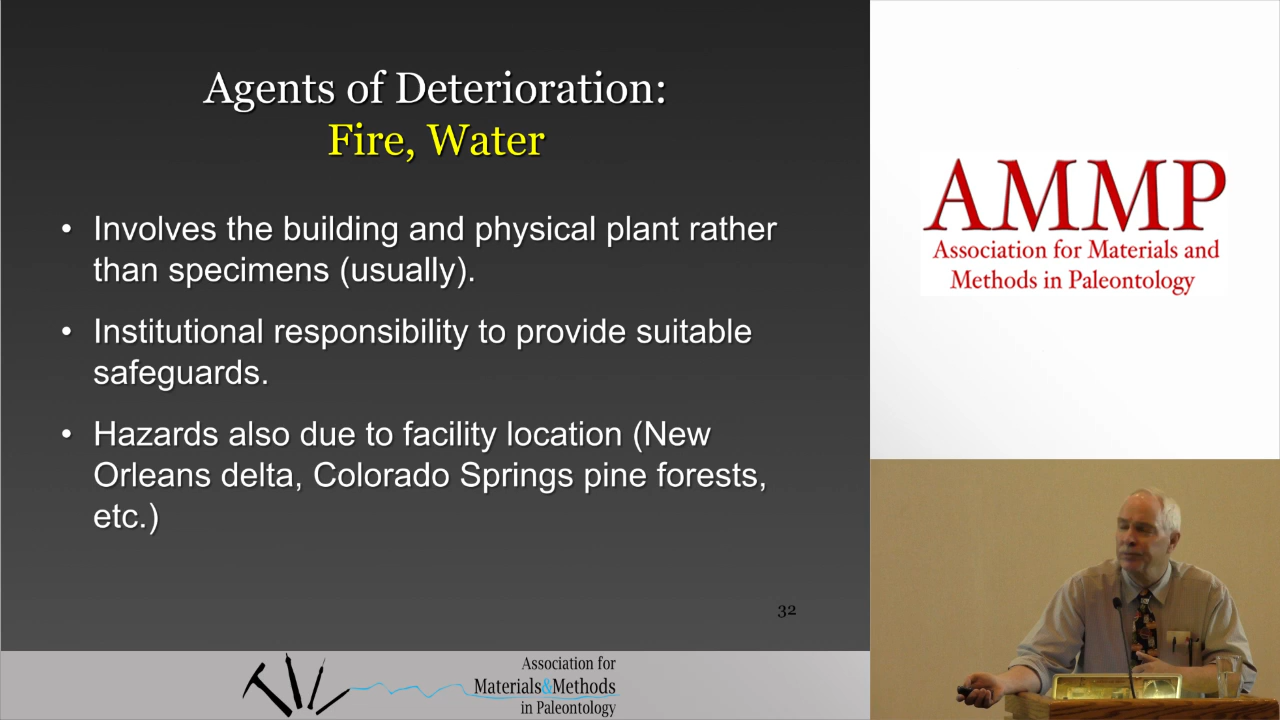 Agents of Deterioration:
Fire, Water
• Involves the building and physical plant rather
than specimens (usually).
• Institutional responsibility to provide suitable
safeguards.
• Hazards also due to facility location (New
Orleans delta, Colorado Springs pine forests,
etc.)
32
Association for
Materials&Methods
in Paleontology
AMMP
Association for Materials and
Methods in Paleontology